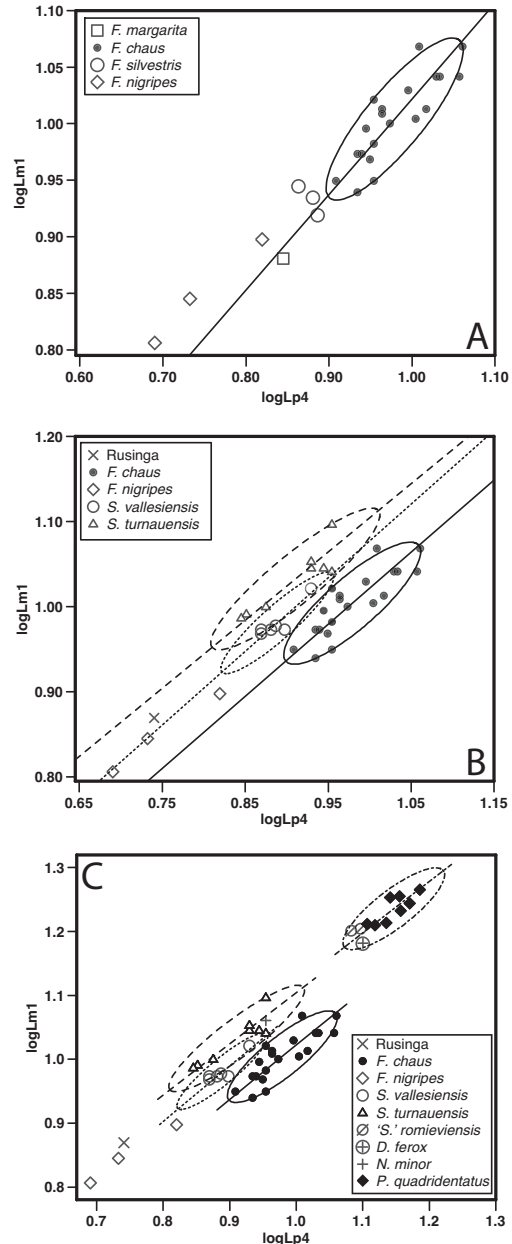 1.10
F. margarita
F. chaus
F. silvestris
F. nigripes
1.05
1.00
logLm1
0.95
0.90
0.85
0.80
A
0.60 0.70 0.80 0.90 1.00 1.10
logLp4
1.20
Rusinga
F. chaus
F. nigripes
S. vallesiensis
S. turnauensis
1.10
logLm1
1.00
0.90
0.80
B
0.65 0.75 0.85 0.95 1.05 1.15
logLp4
C
1.3
1.2
1.1
logLm1
1.0
0.9
0.8
Rusinga
F. chaus
F. nigripes
S. vallesiensis
S. turnauensis
'S.' romieviensis
D. ferox
N. minor
P. quadridentatus
0.7 0.8 0.9 1.0 1.1 1.2 1.3
logLp4